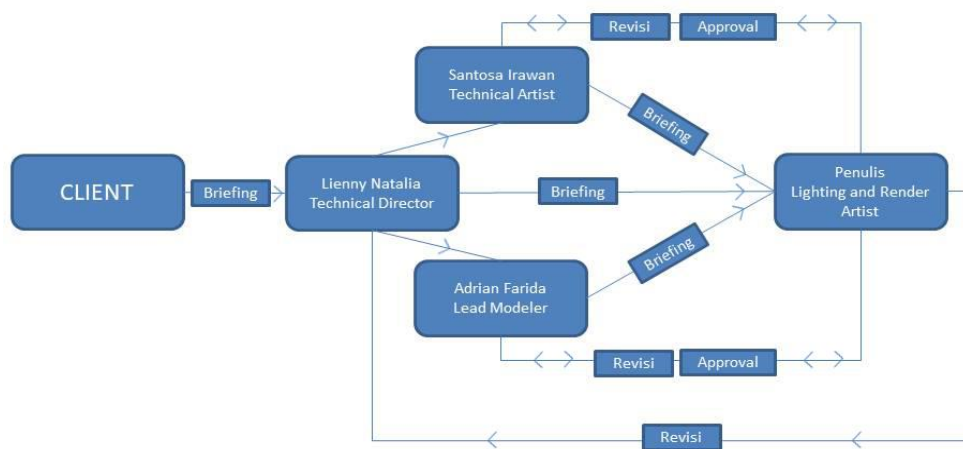 Revisi
Approval
Santosa Irawan
Technical Artist
Briefing
CLIENT
Briefing
Lienny Natalia
Technical Director
Briefing
Penulis
Lighting and Render
Artist
Briefing
Adrian Farida
Lead Modeler
Revisi
Approval
Revisi